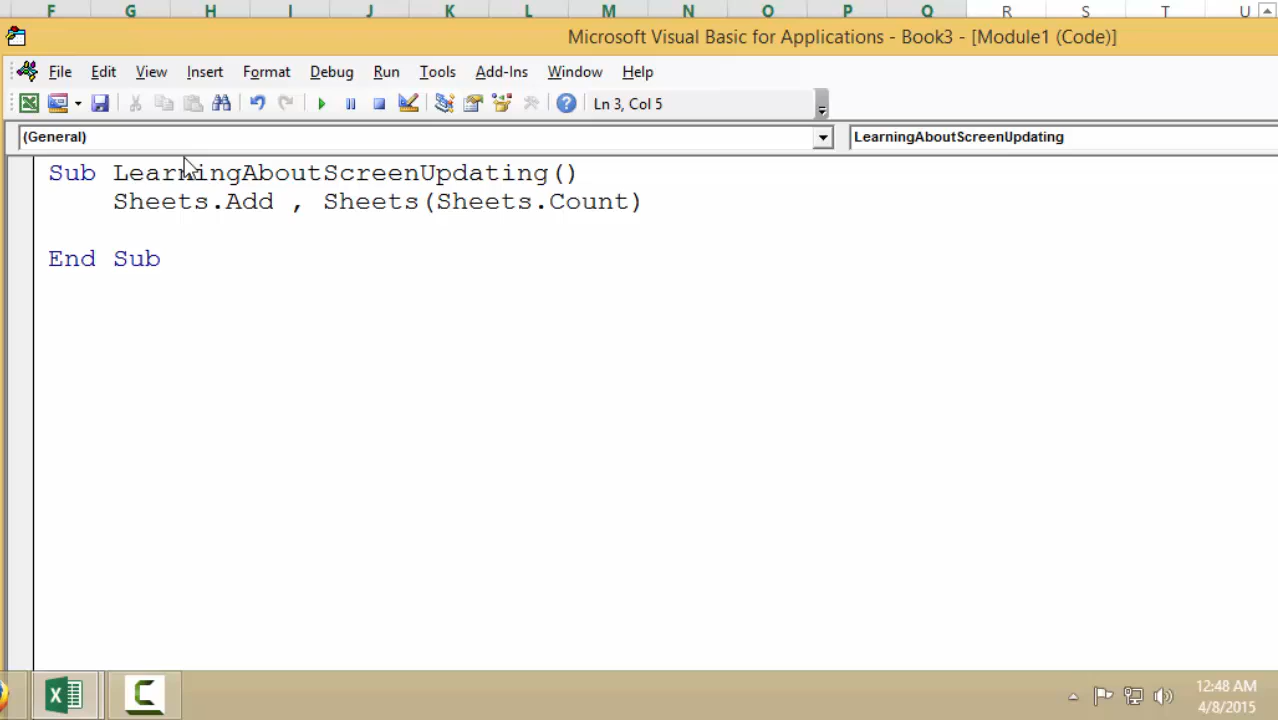 F G H I J K L M N O P Q R S T U
Microsoft Visual Basic for Applications - Book3 - [Module1 (Code)]
File Edit View Insert Format Debug Run Tools Add-Ins Window Help
Ln 3, Col 5
(General) LearningAboutScreenUpdating
Sub LearningAboutScreenUpdating()
Sheets.Add , Sheets(Sheets.Count)
End Sub
12:48 AM
4/8/2015